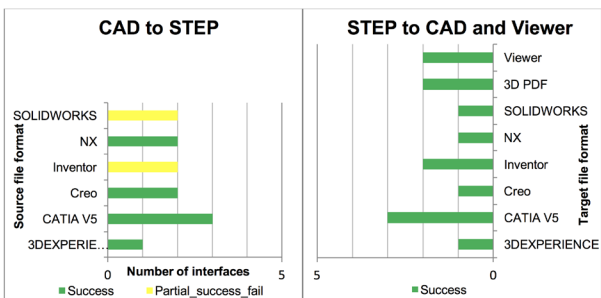 CAD to STEP
Source file format
SOLIDWORKS
NX
Inventor
Creo
CATIA V5
3DEXPERIE...
0
5
Number of interfaces
Success
Partial_success_fail
STEP to CAD and Viewer
Viewer
3D PDF
SOLIDWORKS
NX
Inventor
Creo
CATIA V5
3DEXPERIENCE
Target file format
5
0
Success